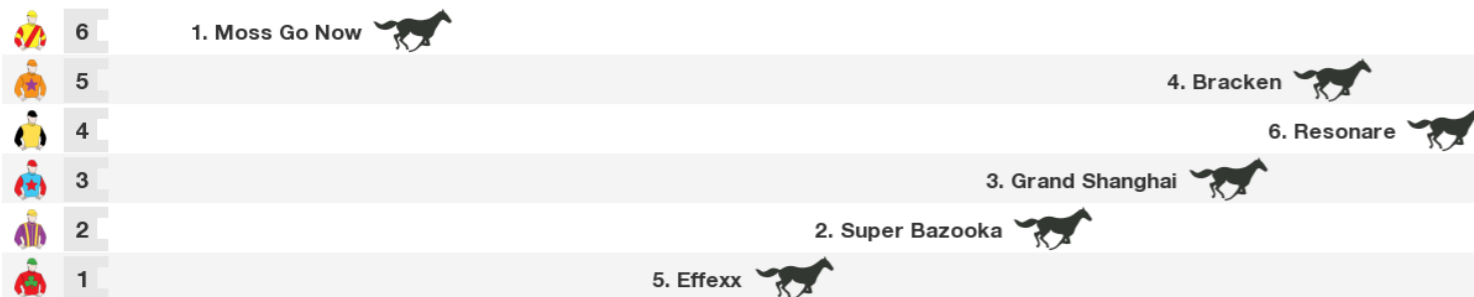 6 1. Moss Go Now
5 4. Bracken
4 6. Resonare
3 3. Grand Shanghai
2 2. Super Bazooka
1 5. Effexx